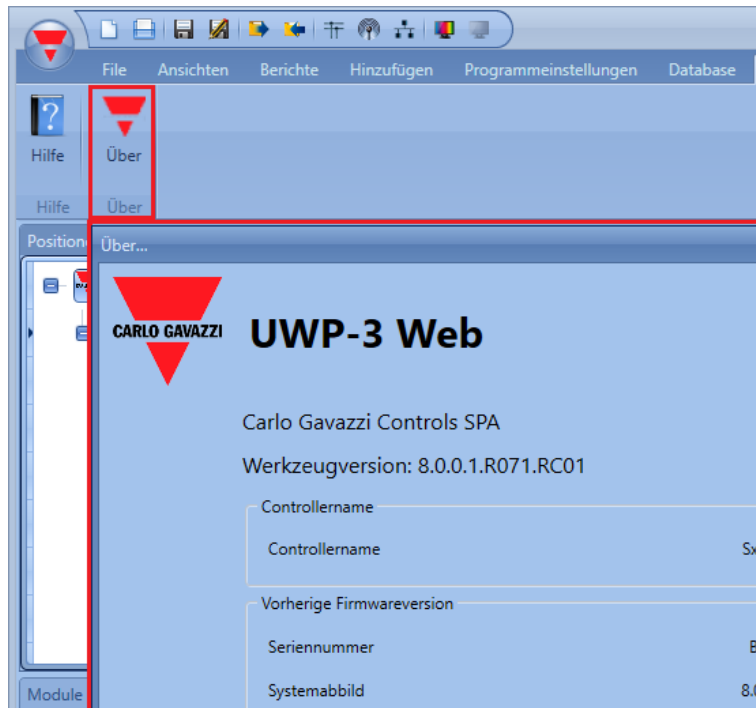 File Ansichten Berichte Hinzufügen Programmeinstellungen Database
Hilfe Über
Hilfe Über
Über...
CARLO GAVAZZI
UWP-3 Web
Carlo Gavazzi Controls SPA
Werkzeugversion: 8.0.0.1.R071.RC01
Controllername
Controllername
Vorherige Firmwareversion
Seriennummer
Systemabbild
Module